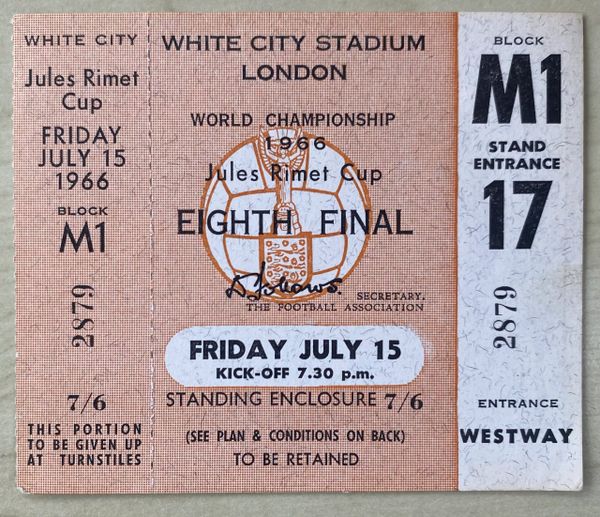 WHITE CITY
Jules Rimet
Cup
FRIDAY
JULY 15
1966
BLOCK
M1
2879
7/6
THIS PORTION
TO BE GIVEN UP
AT TURNSTILES
WHITE CITY STADIUM
LONDON
WORLD CHAMPIONSHIP
1966
Jules Rimet Cup
EIGHTH FINAL
D Follows.
SECRETARY,
THE FOOTBALL ASSOCIATION
FRIDAY JULY 15
KICK-OFF 7.30 p.m.
STANDING ENCLOSURE 7/6
(SEE PLAN & CONDITIONS ON BACK)
TO BE RETAINED
BLOCK
M1
STAND
ENTRANCE
17
2879
ENTRANCE
WESTWAY